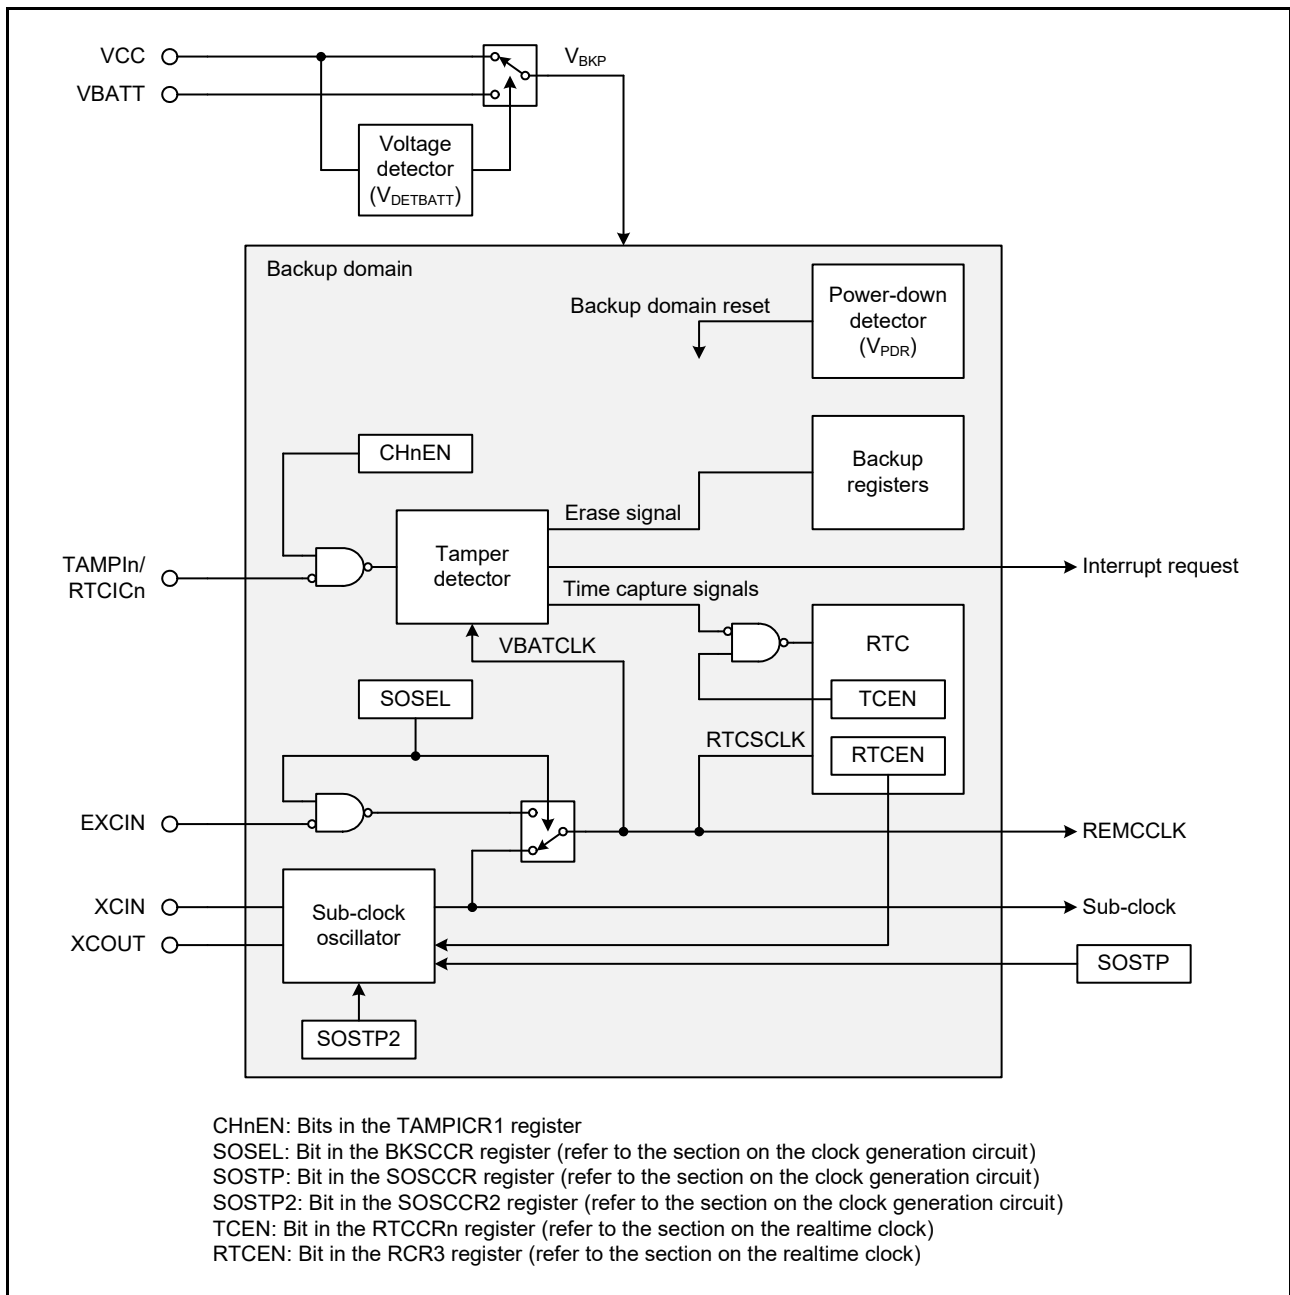 VCC
VBATT
V_BKP
Voltage
detector
(V_DETBATT)
Backup domain
Backup domain reset
Power-down
detector
(V_PDR)
CHnEN
Backup
registers
Erase signal
TAMPIn/
RTCICn
Tamper
detector
Interrupt request
Time capture signals
VBATCLK
RTC
SOSEL
TCEN
RTCSCLK
RTCEN
EXCIN
REMCCLK
XCIN
XCOUT
Sub-clock
oscillator
Sub-clock
SOSTP
SOSTP2
CHnEN: Bits in the TAMPICR1 register
SOSEL: Bit in the BKSCCR register (refer to the section on the clock generation circuit)
SOSTP: Bit in the SOSCCR register (refer to the section on the clock generation circuit)
SOSTP2: Bit in the SOSCCR2 register (refer to the section on the clock generation circuit)
TCEN: Bit in the RTCCRn register (refer to the section on the realtime clock)
RTCEN: Bit in the RCR3 register (refer to the section on the realtime clock)